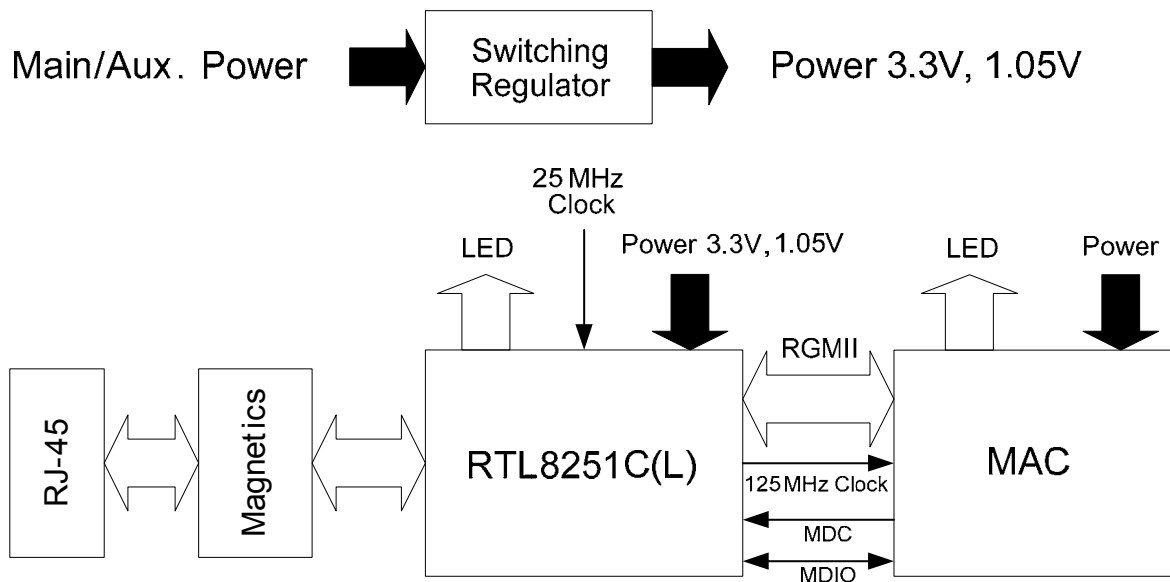 Main/Aux. Power
Switching
Regulator
Power 3.3V, 1.05V
25 MHz
Clock
LED
Power 3.3V, 1.05V
LED
Power
RJ-45
Magnetics
RTL8251C(L)
RGMII
125 MHz Clock
MDC
MDIO
MAC